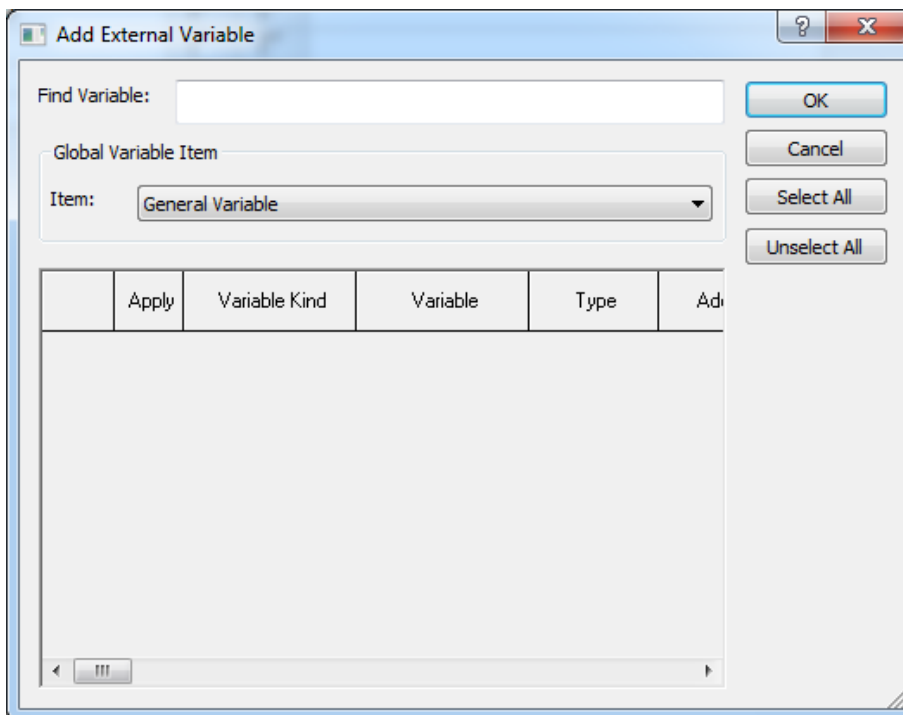 Add External Variable
Find Variable:
OK
Cancel
Select All
Unselect All
Global Variable Item
Item:
General Variable
Apply
Variable Kind
Variable
Type